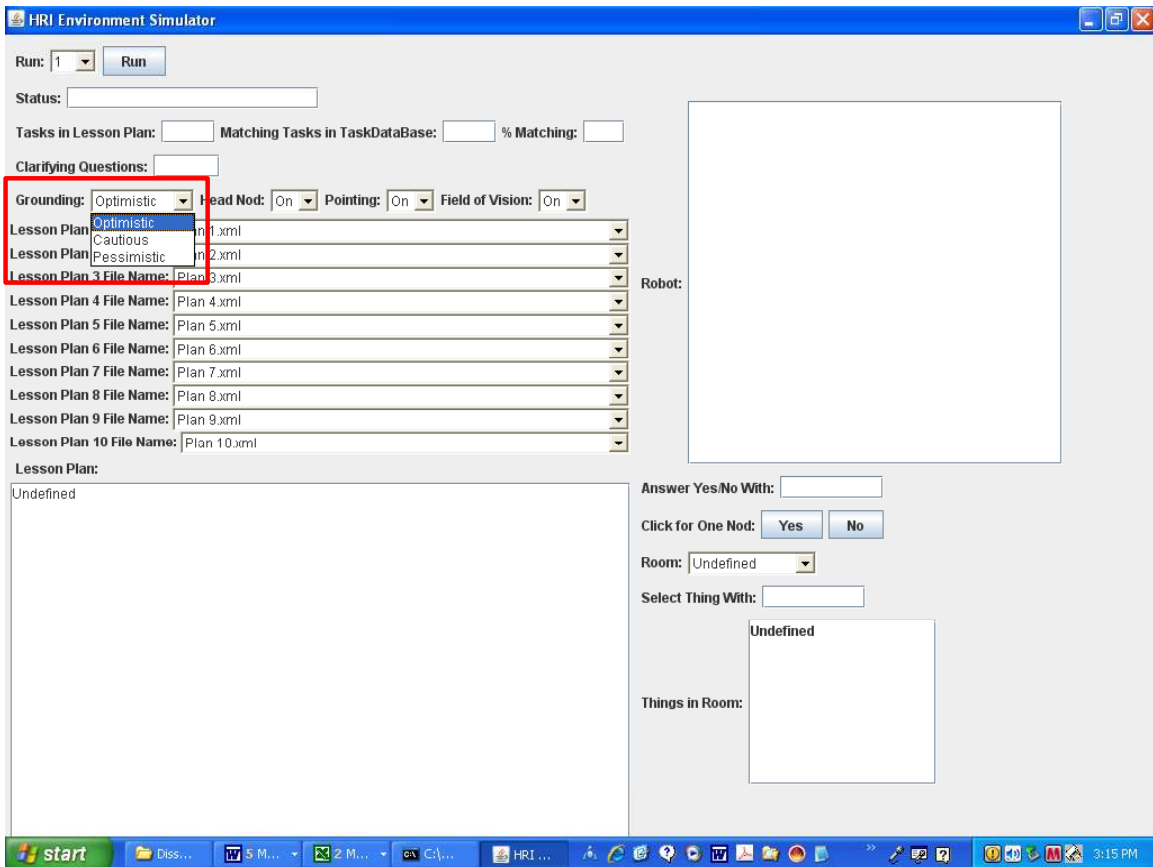 HRI Environment Simulator
Run: 1 Run
Status:
Tasks in Lesson Plan: Matching Tasks in TaskDataBase: % Matching:
Clarifying Questions:
Grounding: Optimistic Head Nod: On Pointing: On Field of Vision: On
Optimistic
Cautious
Pessimistic
Lesson Plan 1.xml
Lesson Plan 2.xml
Lesson Plan 3 File Name: Plan 3.xml
Lesson Plan 4 File Name: Plan 4.xml
Lesson Plan 5 File Name: Plan 5.xml
Lesson Plan 6 File Name: Plan 6.xml
Lesson Plan 7 File Name: Plan 7.xml
Lesson Plan 8 File Name: Plan 8.xml
Lesson Plan 9 File Name: Plan 9.xml
Lesson Plan 10 File Name: Plan 10.xml
Lesson Plan:
Undefined
Robot:
Answer Yes/No With:
Click for One Nod: Yes No
Room: Undefined
Select Thing With:
Undefined
Things in Room:
start Diss... 5 M... 2 M... C:\... HRI ... 3:15 PM